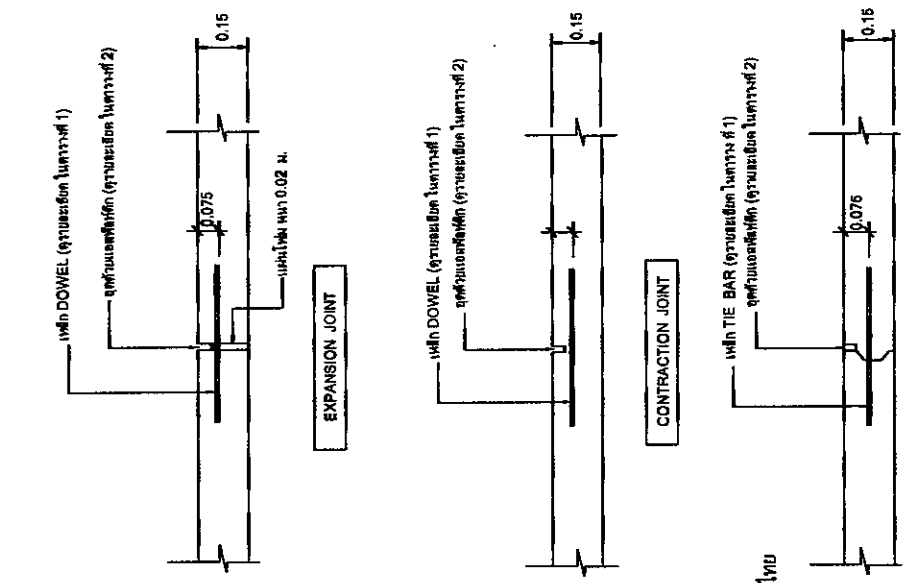 เหล็ก DOWEL (ดูรายละเอียด ในตารางที่ 1)
อุดด้วยแอสฟัลท์ติก (ดูรายละเอียด ในตารางที่ 2)
0.15
0.075
แผ่นโฟม หนา 0.02 ม.
EXPANSION JOINT
เหล็ก DOWEL (ดูรายละเอียด ในตารางที่ 1)
อุดด้วยแอสฟัลท์ติก (ดูรายละเอียด ในตารางที่ 2)
0.15
CONTRACTION JOINT
เหล็ก TIE BAR (ดูรายละเอียด ในตาราง ที่ 1)
อุดด้วยแอสฟัลท์ติก (ดูรายละเอียด ในตารางที่ 2)
0.15
0.075
ไทย